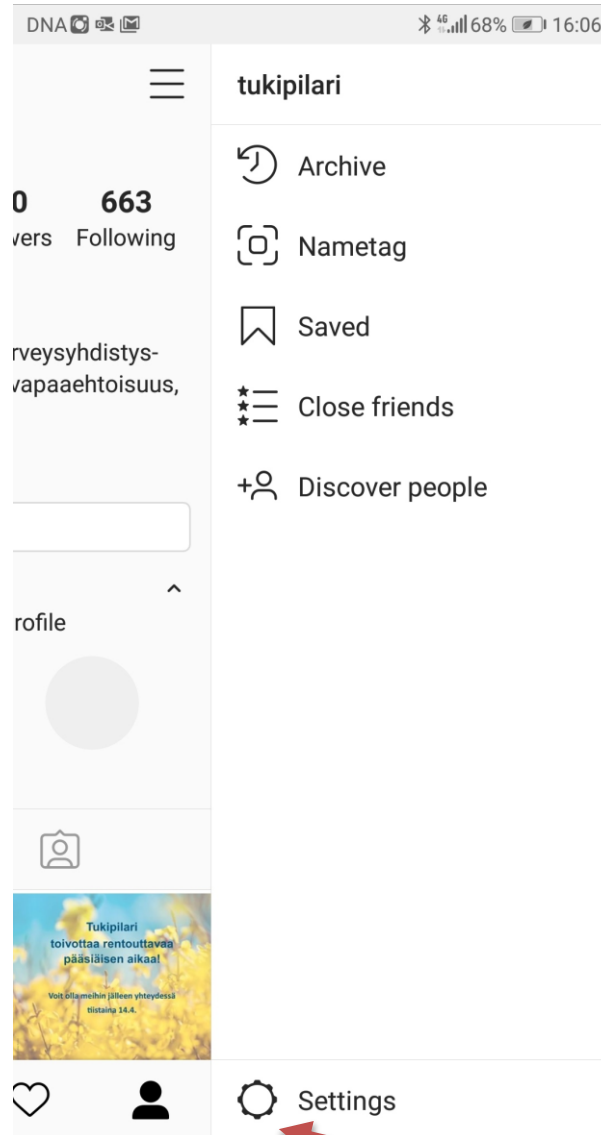 DNA 4G 68% 16:06
tukipilari
0 663
vers Following
rveysyhdistys-
vapaaehtoisuus,
rofile
Archive
Nametag
Saved
Close friends
Discover people
Tukipilari
toivottaa rentouttavaa
pääsiäisen aikaa!
Voit olla meihin jälleen yhteydessä
tiistaina 14.4.
Settings